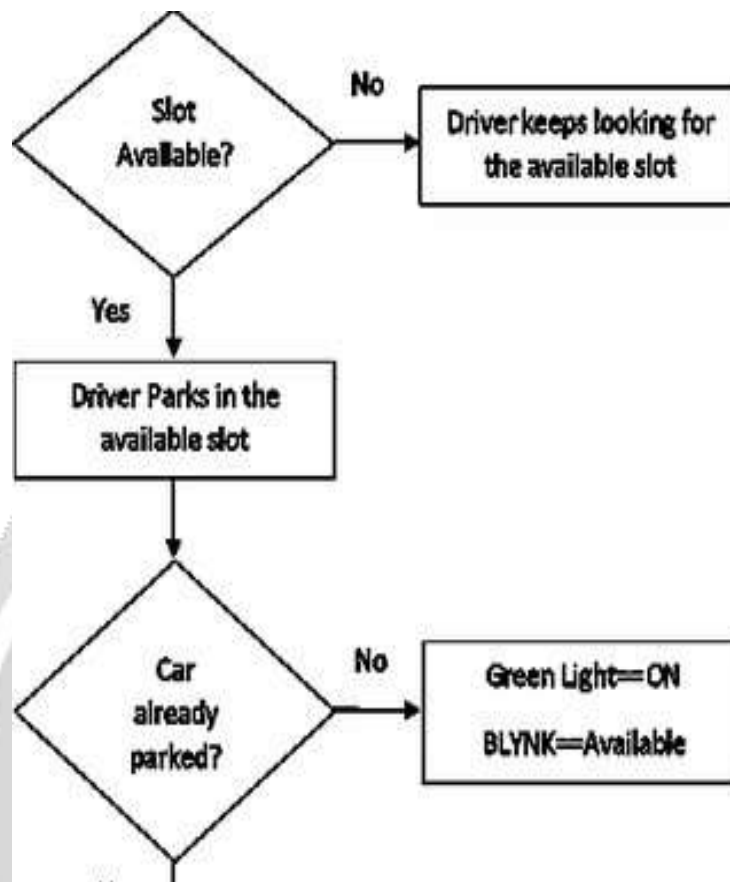 Slot
Available?
No
Driver keeps looking for
the available slot
Yes
Driver Parks in the
available slot
Car
already
parked?
No
Green Light==ON
BLYNK==Available